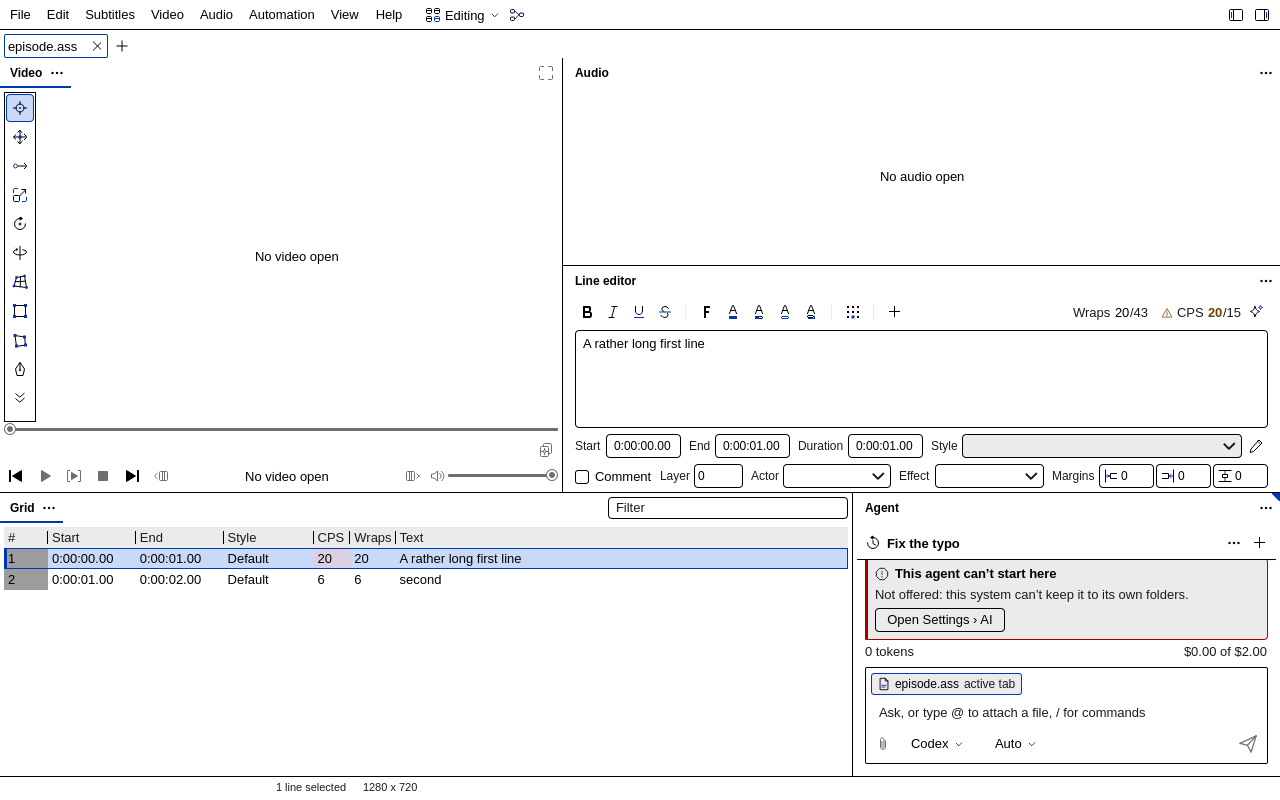 File Edit Subtitles Video Audio Automation View Help Editing
episode.ass
Video
No video open
No video open
Audio
No audio open
Line editor
B I U S F A A A A Wraps 20/43 CPS 20/15
A rather long first line
Start 0:00:00.00 End 0:00:01.00 Duration 0:00:01.00 Style
Comment Layer 0 Actor Effect Margins 0 0 0
Grid Filter
# Start End Style CPS Wraps Text
1 0:00:00.00 0:00:01.00 Default 20 20 A rather long first line
2 0:00:01.00 0:00:02.00 Default 6 6 second
Agent
Fix the typo
This agent can’t start here
Not offered: this system can’t keep it to its own folders.
Open Settings › AI
0 tokens $0.00 of $2.00
episode.ass active tab
Ask, or type @ to attach a file, / for commands
Codex Auto
1 line selected 1280 x 720